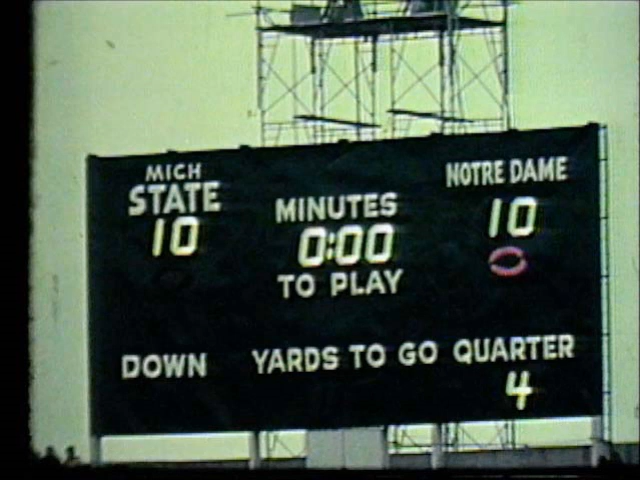 MICH
STATE
10
MINUTES
0:00
TO PLAY
NOTRE DAME
10
DOWN
YARDS TO GO
QUARTER
4